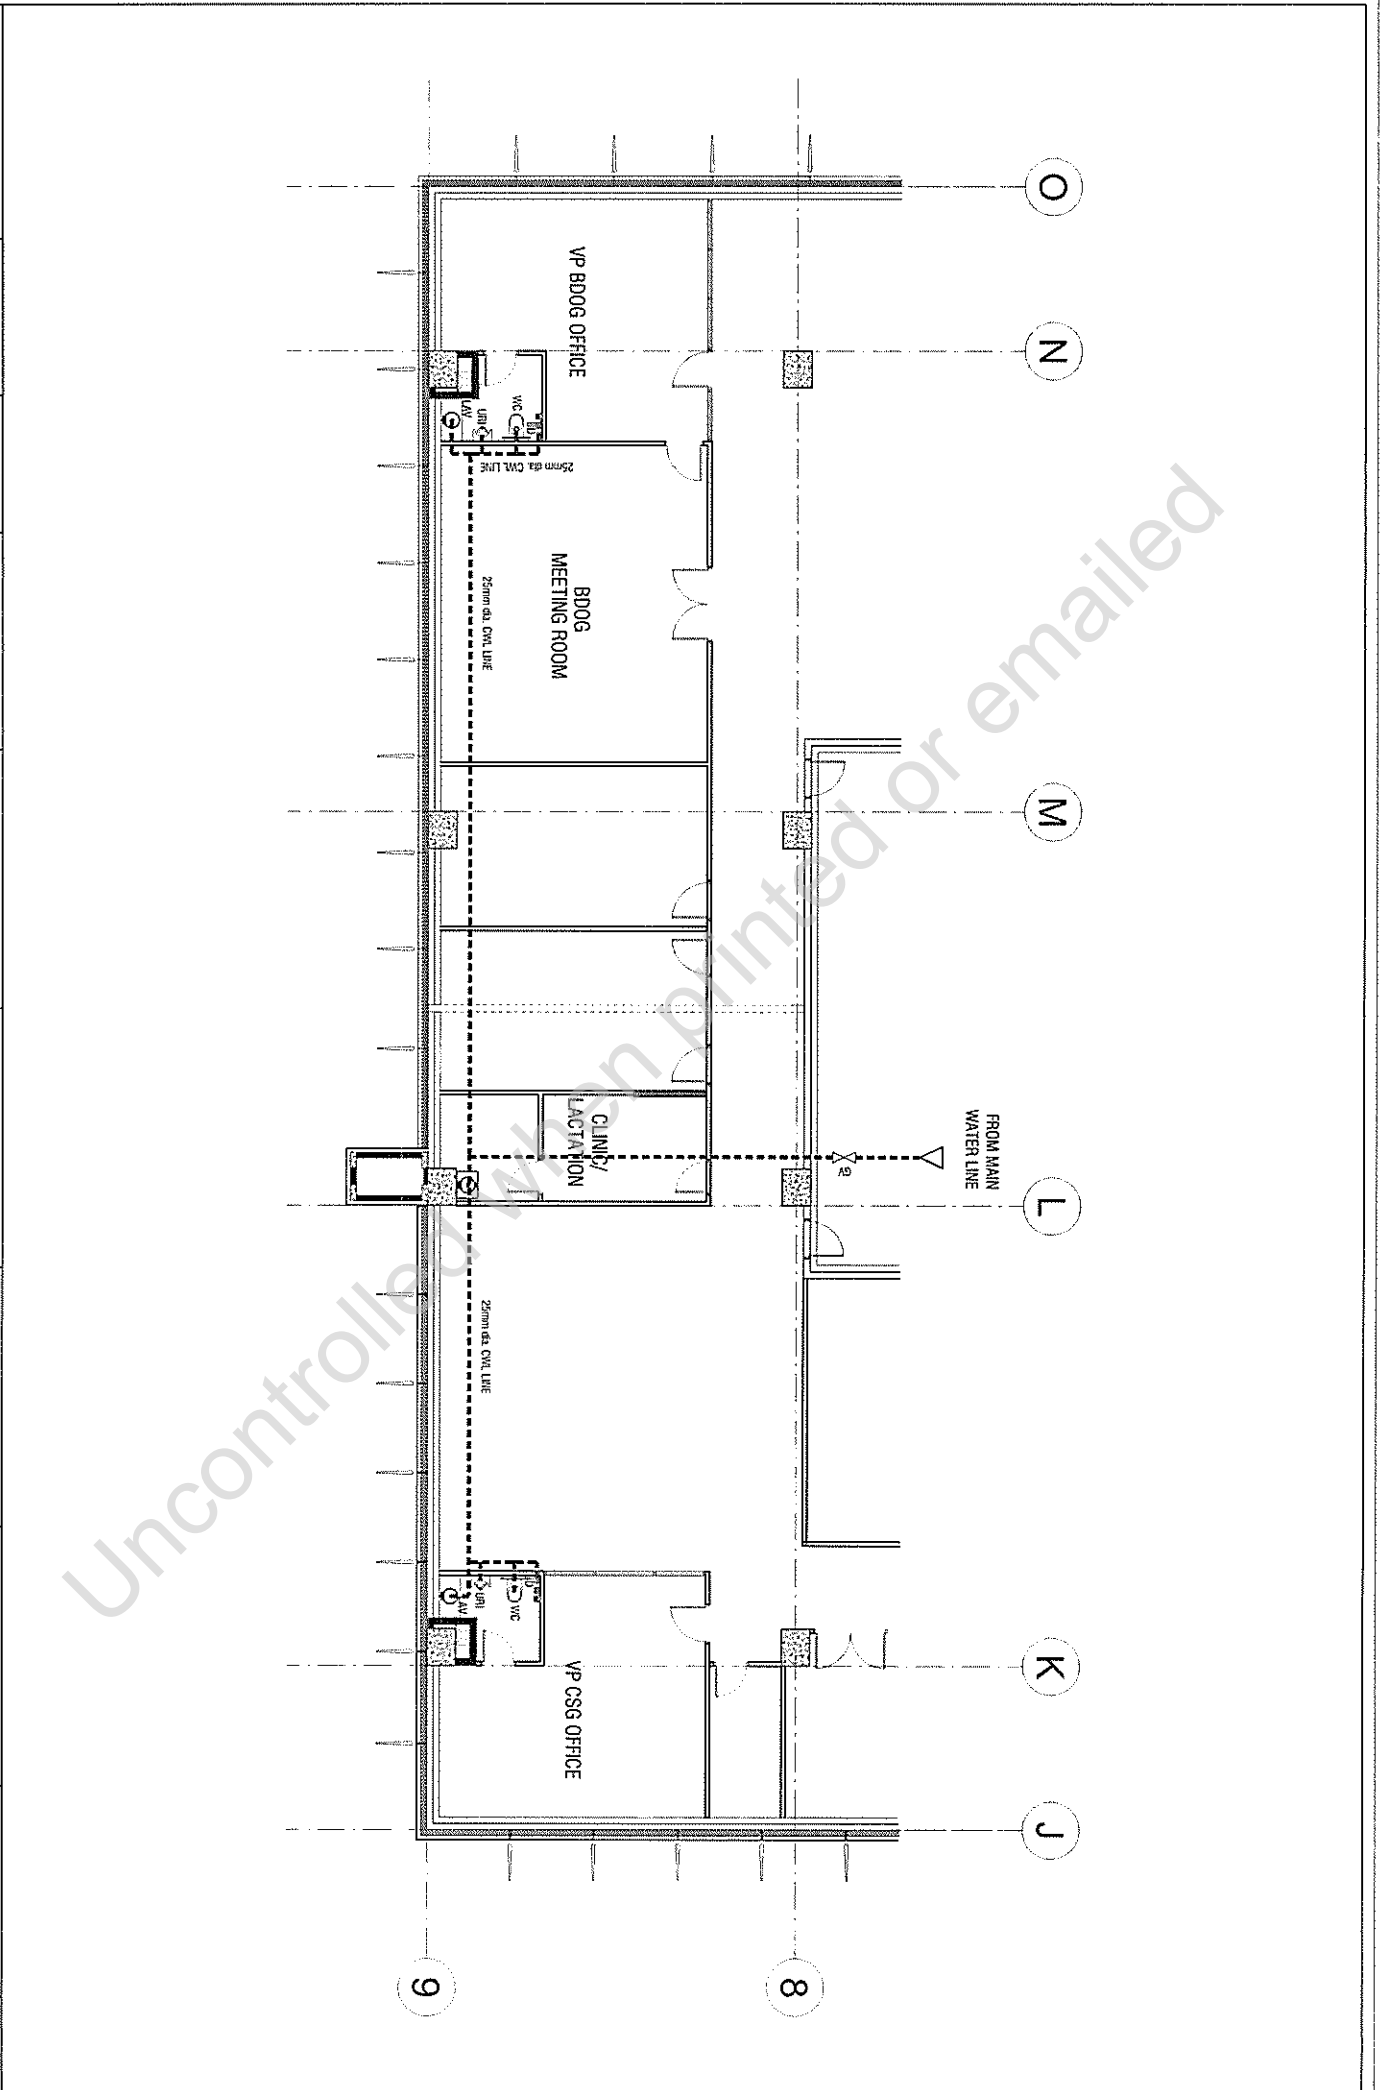 O
N
M
L
K
J
8
9
FROM MAIN
WATER LINE
GV
VP BDOG OFFICE
WC
BD
URI
LAV
25mm dia. CWL LINE
BDOG
MEETING ROOM
25mm dia. CWL LINE
CLINIC/
LACTATION
25mm dia. CWL LINE
WC
URI
VP CSG OFFICE
Uncontrolled when printed or emailed